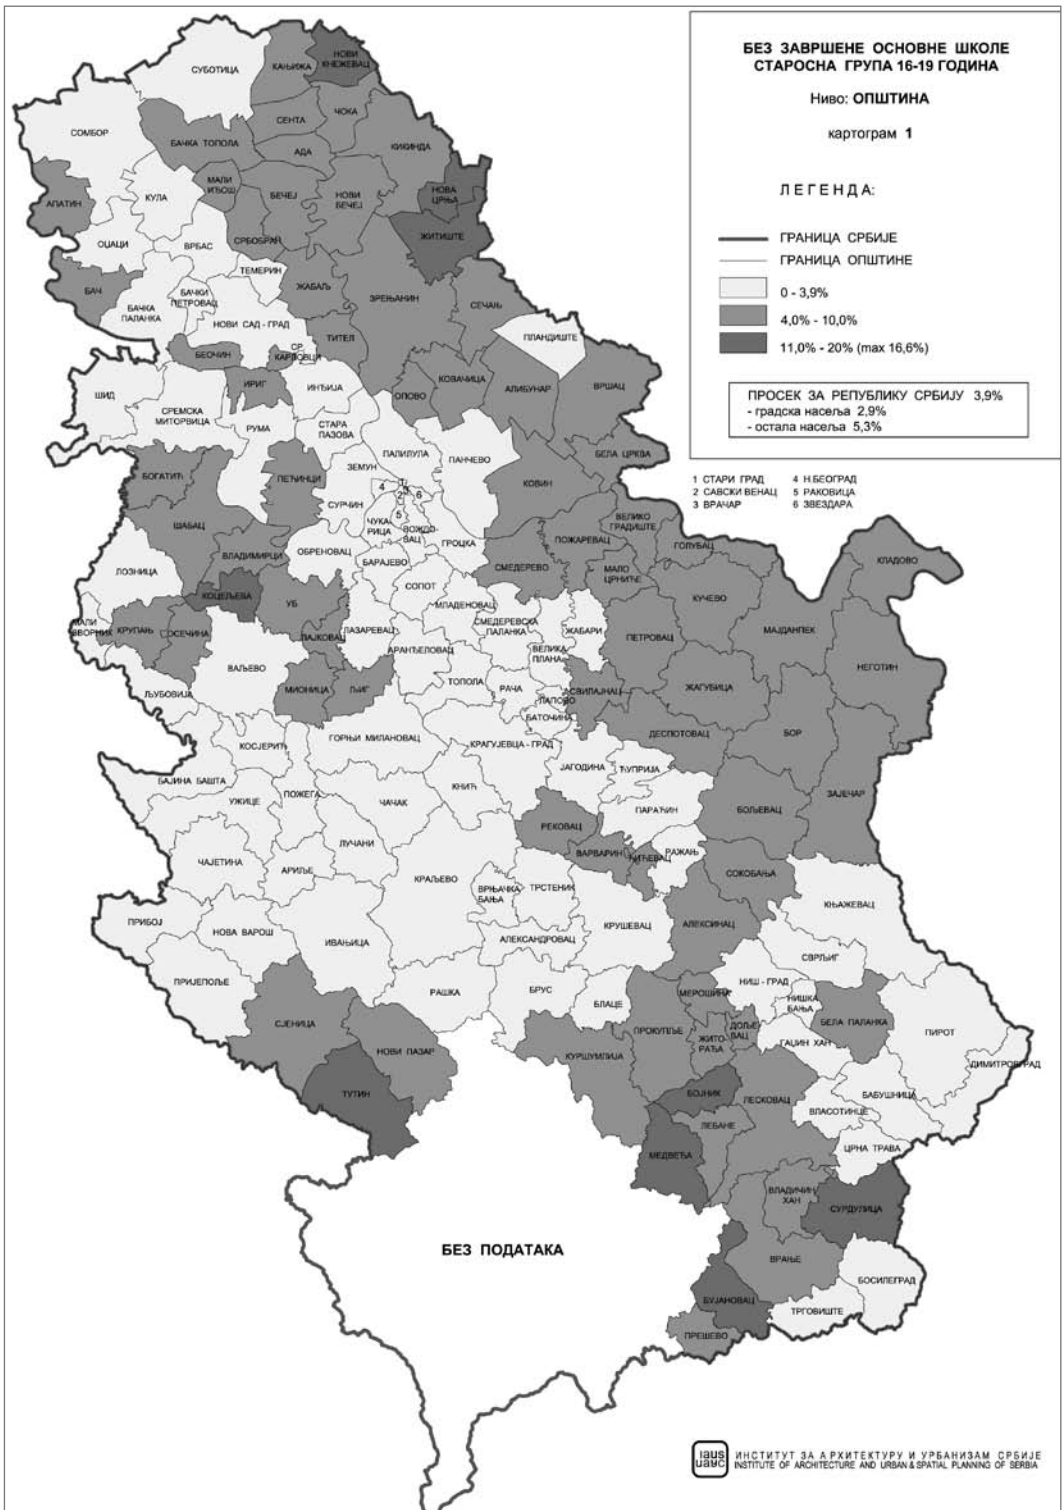 БЕЗ ЗАВРШЕНЕ ОСНОВНЕ ШКОЛЕ
СТАРОСНА ГРУПА 16-19 ГОДИНА
Ниво: ОПШТИНА
картограм 1
ЛЕГЕНДА:
ГРАНИЦА СРБИЈЕ
ГРАНИЦА ОПШТИНЕ
0 - 3,9%
4,0% - 10,0%
11,0% - 20% (max 16,6%)
ПРОСЕК ЗА РЕПУБЛИКУ СРБИЈУ 3,9%
- градска насеља 2,9%
- остала насеља 5,3%
1 СТАРИ ГРАД 4 Н.БЕОГРАД
2 САВСКИ ВЕНАЦ 5 РАКОВИЦА
3 ВРАЧАР 6 ЗВЕЗДАРА
СУБОТИЦА
КАЊИЖА
НОВИ
КНЕЖЕВАЦ
СОМБОР
СЕНТА
ЧОКА
БАЧКА ТОПОЛА
АДА
КИКИНДА
АПАТИН
КУЛА
МАЛИ
ИЂОШ
БЕЧЕЈ
НОВИ
БЕЧЕЈ
НОВА
ЦРЊА
ОЏАЦИ
ВРБАС
СРБОБРАН
ЖИТИШТЕ
ТЕМЕРИН
БАЧ
БАЧКИ
ПЕТРОВАЦ
ЖАБАЉ
ЗРЕЊАНИН
СЕЧАЊ
БАЧКА
ПАЛАНКА
НОВИ САД - ГРАД
ТИТЕЛ
ПЛАНДИШТЕ
БЕОЧИН
СР.
КАРЛОВЦИ
ШИД
ИРИГ
ИНЂИЈА
ОПОВО
КОВАЧИЦА
АЛИБУНАР
ВРШАЦ
СРЕМСКА
МИТРОВИЦА
РУМА
СТАРА
ПАЗОВА
ПАЛИЛУЛА
ПАНЧЕВО
БЕЛА ЦРКВА
БОГАТИЋ
ПЕЋИНЦИ
ЗЕМУН
СУРЧИН
1
2
3
4
5
6
КОВИН
ШАБАЦ
ЧУКА-
РИЦА
ВОЖДО-
ВАЦ
ГРОЦКА
ВЕЛИКО
ГРАДИШТЕ
ПОЖАРЕВАЦ
ГОЛУБАЦ
КЛАДОВО
ВЛАДИМИРЦИ
ОБРЕНОВАЦ
БАРАЈЕВО
СМЕДЕРЕВО
МАЛО
ЦРНИЋЕ
ЛОЗНИЦА
КОЦЕЉЕВА
УБ
СОПОТ
МЛАДЕНОВАЦ
КУЧЕВО
МАЛИ
ЗВОРНИК
КРУПАЊ
ОСЕЧИНА
ЛАЈКОВАЦ
ЛАЗАРЕВАЦ
СМЕДЕРЕВСКА
ПАЛАНКА
ЖАБАРИ
ПЕТРОВАЦ
МАЈДАНПЕК
АРАНЂЕЛОВАЦ
ВЕЛИКА
ПЛАНА
НЕГОТИН
ВАЉЕВО
ЉУБОВИЈА
МИОНИЦА
ЉИГ
ТОПОЛА
РАЧА
ЛАПОВО
СВИЛАЈНАЦ
ЖАГУБИЦА
БАТОЧИНА
КОСЈЕРИЋ
ГОРЊИ МИЛАНОВАЦ
КРАГУЈЕВЦА - ГРАД
ДЕСПОТОВАЦ
БОР
БАЈИНА БАШТА
ЈАГОДИНА
ЋУПРИЈА
УЖИЦЕ
ПОЖЕГА
ЧАЧАК
КНИЋ
ПАРАЋИН
БОЉЕВАЦ
ЗАЈЕЧАР
ЛУЧАНИ
РЕКОВАЦ
ВАРВАРИН
ЋИЋЕВАЦ
РАЖАЊ
ЧАЈЕТИНА
АРИЉЕ
КРАЉЕВО
ВРЊАЧКА
БАЊА
ТРСТЕНИК
СОКОБАЊА
КЊАЖЕВАЦ
ПРИБОЈ
НОВА ВАРОШ
ИВАЊИЦА
КРУШЕВАЦ
АЛЕКСИНАЦ
АЛЕКСАНДРОВАЦ
СВРЉИГ
ПРИЈЕПОЉЕ
РАШКА
БРУС
БЛАЦЕ
МЕРОШИНА
НИШ - ГРАД
НИШКА
БАЊА
СЈЕНИЦА
ПРОКУПЉЕ
ДОЉЕ-
ВАЦ
БЕЛА ПАЛАНКА
ПИРОТ
НОВИ ПАЗАР
КУРШУМЛИЈА
ЖИТО-
РАЂА
ГАЏИН ХАН
ДИМИТРОВГРАД
ТУТИН
БОЈНИК
ЛЕСКОВАЦ
БАБУШНИЦА
ВЛАСОТИНЦЕ
ЛЕБАНЕ
МЕДВЕЂА
ЦРНА ТРАВА
ВЛАДИЧИН
ХАН
СУРДУЛИЦА
БЕЗ ПОДАТАКА
ВРАЊЕ
БОСИЛЕГРАД
БУЈАНОВАЦ
ТРГОВИШТЕ
ПРЕШЕВО
iaus
иаус
ИНСТИТУТ ЗА АРХИТЕКТУРУ И УРБАНИЗАМ СРБИЈЕ
INSTITUTE OF ARCHITECTURE AND URBAN & SPATIAL PLANNING OF SERBIA